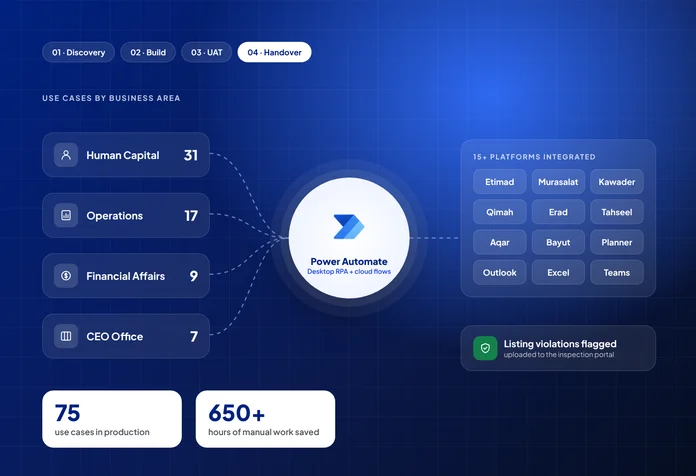 01 · Discovery
02 · Build
03 · UAT
04 · Handover
USE CASES BY BUSINESS AREA
Human Capital 31
Operations 17
Financial Affairs 9
CEO Office 7
Power Automate
Desktop RPA + cloud flows
15+ PLATFORMS INTEGRATED
Etimad Murasalat Kawader
Qimah Erad Tahseel
Aqar Bayut Planner
Outlook Excel Teams
Listing violations flagged
uploaded to the inspection portal
75
use cases in production
650+
hours of manual work saved